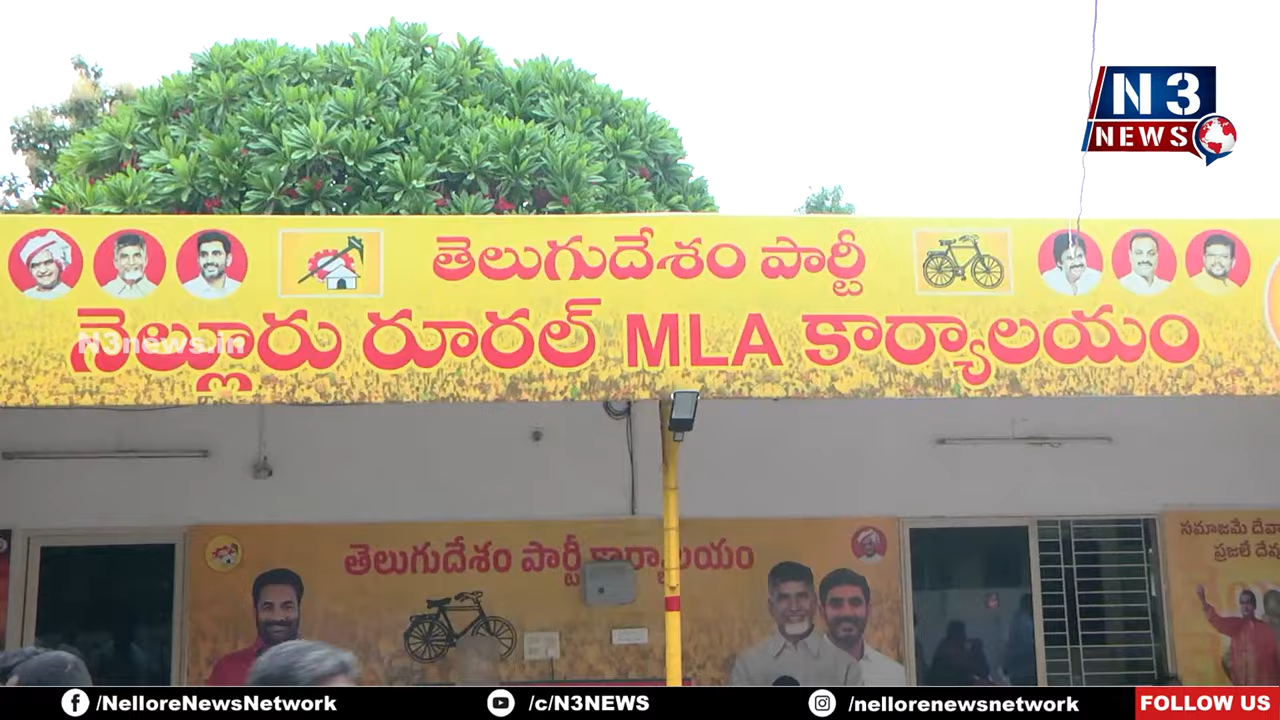 N3
NEWS
తెలుగుదేశం పార్టీ
నెల్లూరు రూరల్ MLA కార్యాలయం
N3news.in
తెలుగుదేశం పార్టీ కార్యాలయం
సమాజమే దేవా
ప్రజలే దేవు
/NelloreNewsNetwork
/c/N3NEWS
/nellorenewsnetwork
FOLLOW US